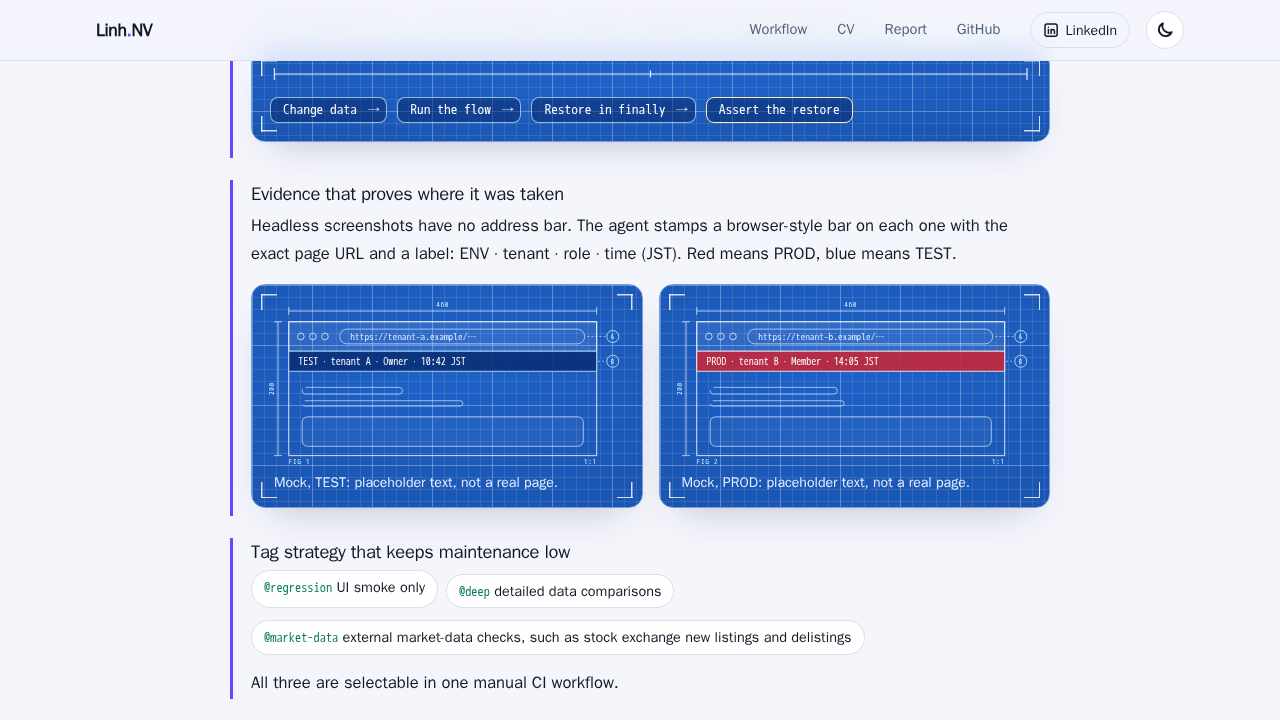 Linh.NV
Workflow
CV
Report
GitHub
LinkedIn
Change data →
Run the flow →
Restore in finally →
Assert the restore
Evidence that proves where it was taken
Headless screenshots have no address bar. The agent stamps a browser-style bar on each one with the
exact page URL and a label: ENV · tenant · role · time (JST). Red means PROD, blue means TEST.
460
https://tenant-a.example/⋯
TEST · tenant A · Owner · 10:42 JST
FIG 1
1:1
Mock, TEST: placeholder text, not a real page.
460
https://tenant-b.example/⋯
PROD · tenant B · Member · 14:05 JST
FIG 2
1:1
Mock, PROD: placeholder text, not a real page.
Tag strategy that keeps maintenance low
@regression UI smoke only
@deep detailed data comparisons
@market-data external market-data checks, such as stock exchange new listings and delistings
All three are selectable in one manual CI workflow.